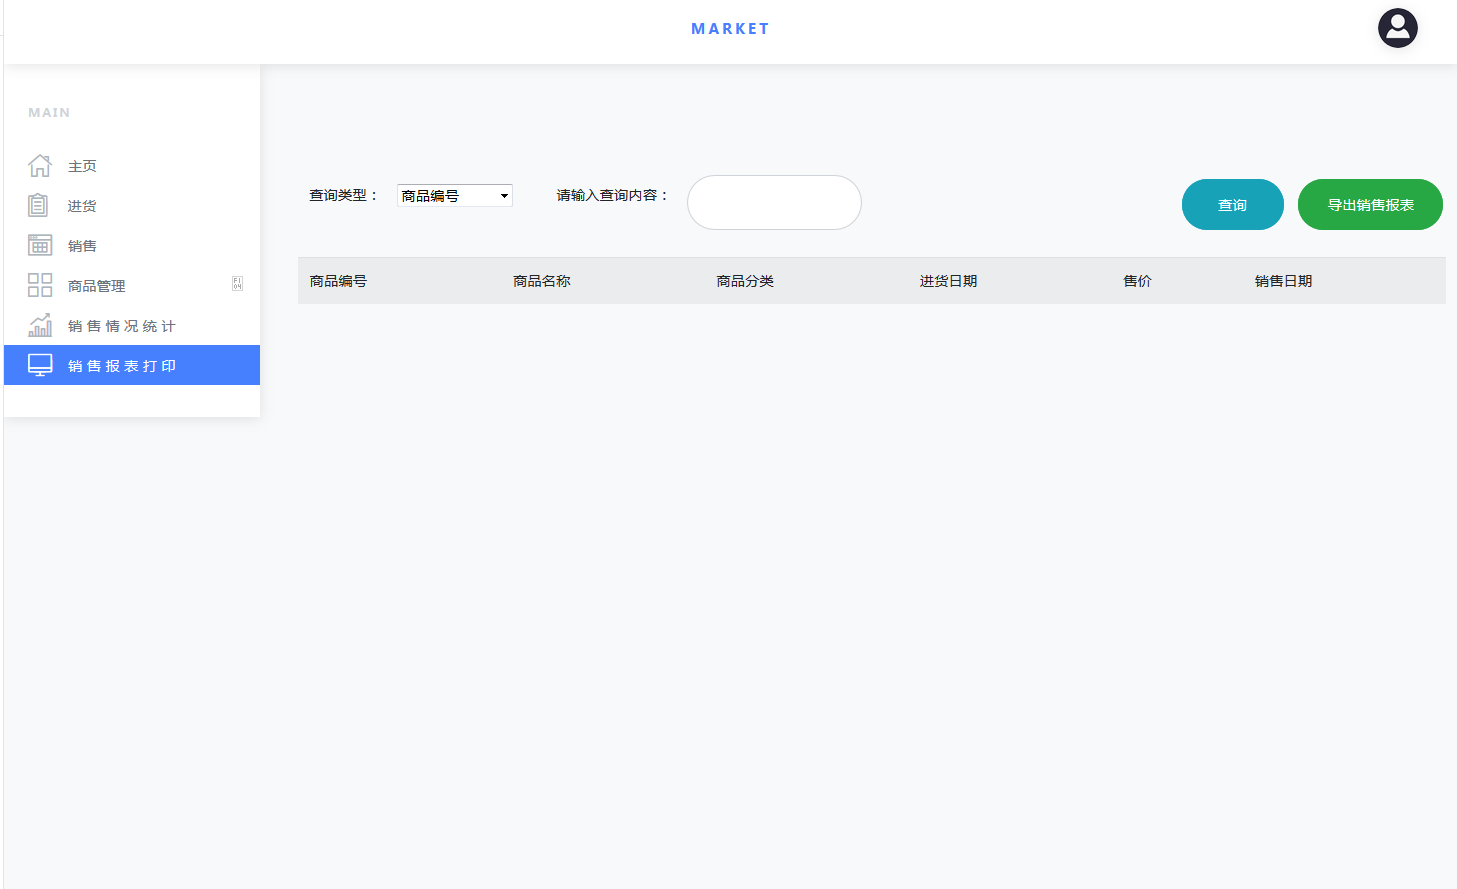 MARKET
MAIN
主页
进货
销售
商品管理
销售情况统计
销售报表打印
查询类型： 商品编号 请输入查询内容： 查询 导出销售报表
商品编号 商品名称 商品分类 进货日期 售价 销售日期